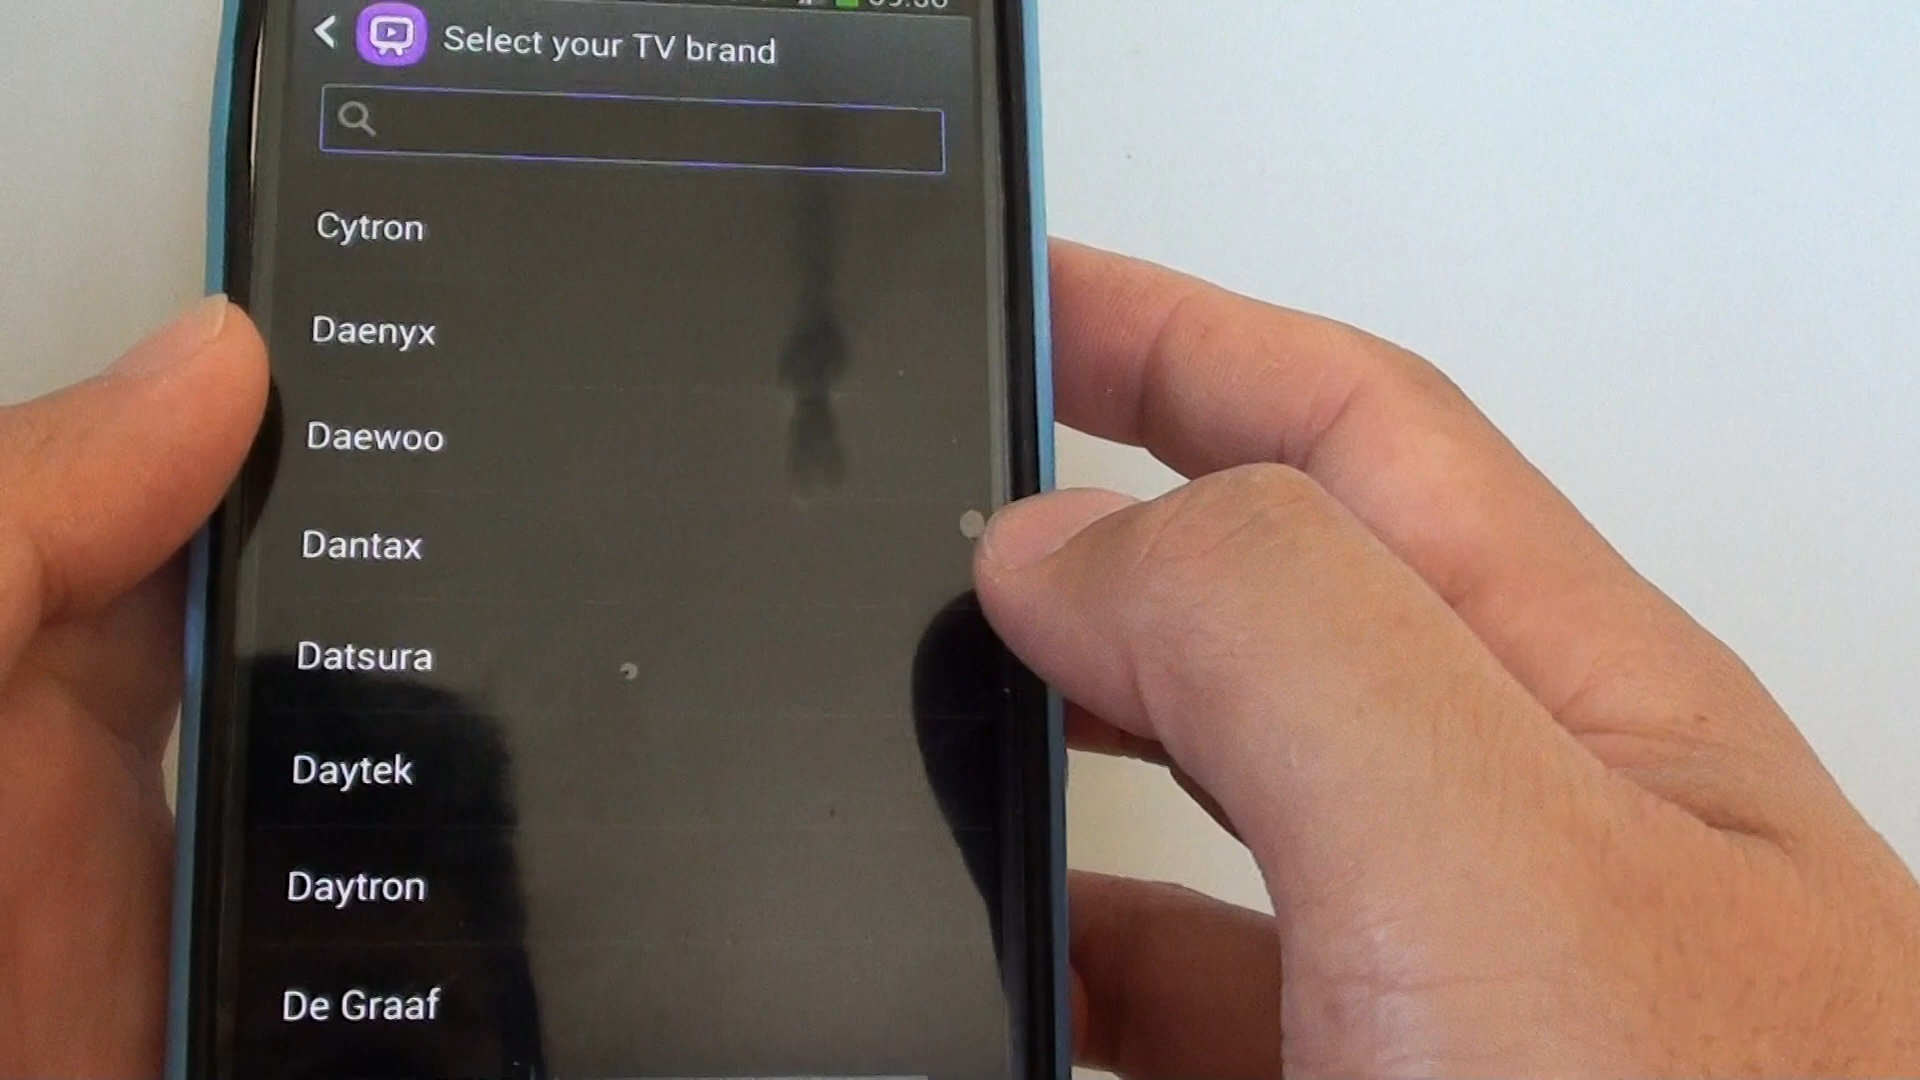 Select your TV brand
Cytron
Daenyx
Daewoo
Dantax
Datsura
Daytek
Daytron
De Graaf